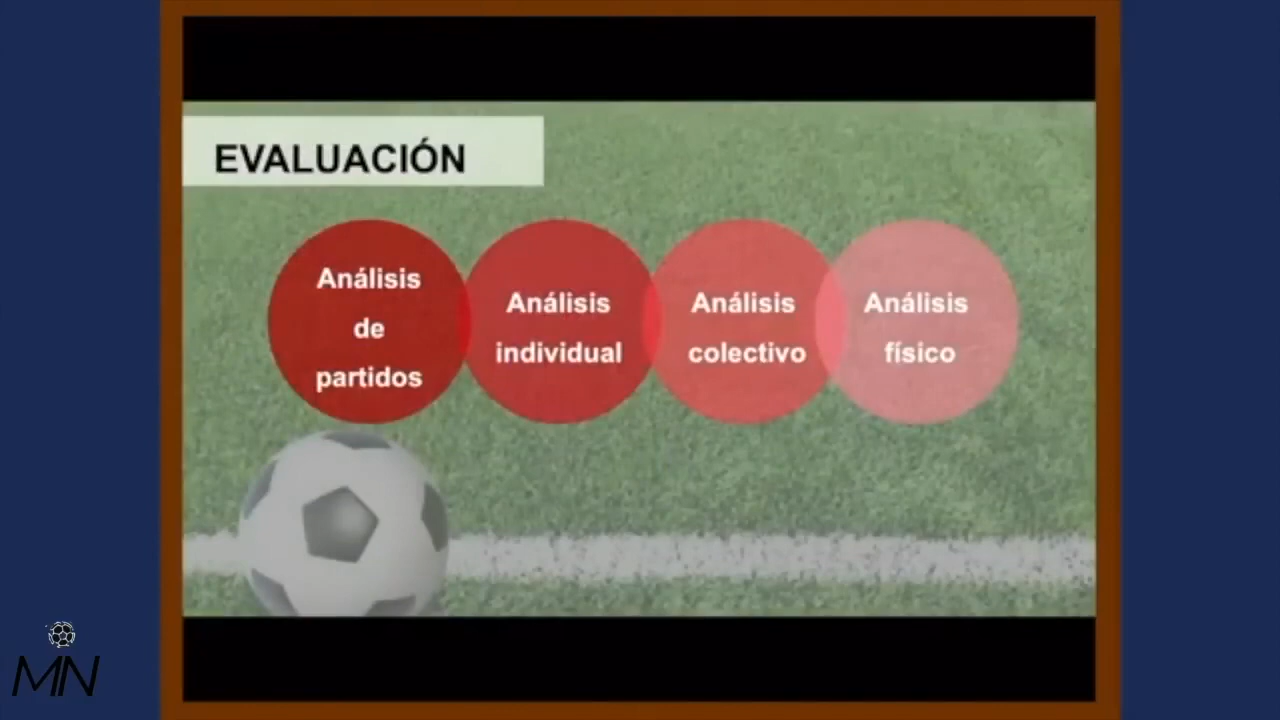 EVALUACIÓN
Análisis
de
partidos
Análisis
individual
Análisis
colectivo
Análisis
físico
MN